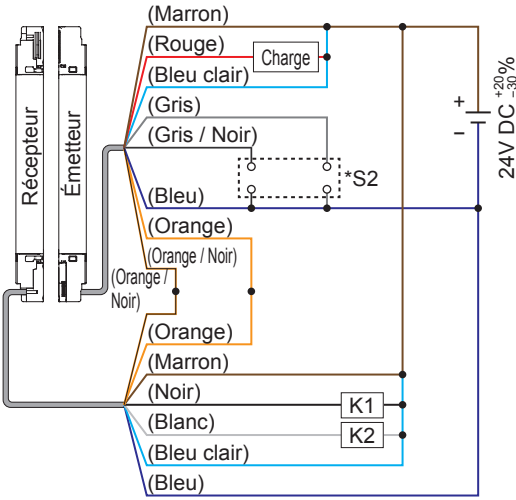 (Marron)
(Rouge)
Charge
(Bleu clair)
(Gris)
(Gris / Noir)
*S2
(Bleu)
(Orange)
(Orange / Noir)
(Orange /
Noir)
(Orange)
(Marron)
(Noir)
K1
(Blanc)
K2
(Bleu clair)
(Bleu)
Récepteur
Émetteur
+
−
24V DC +20 −30 %